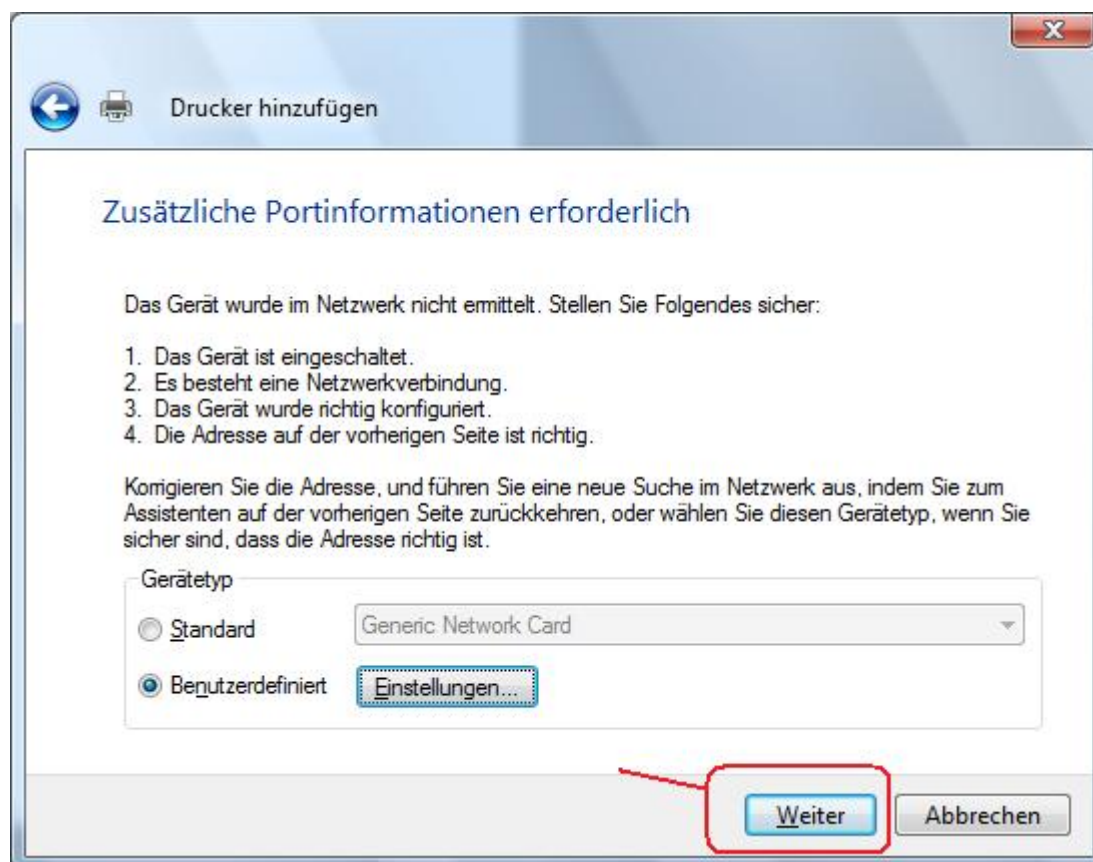 Drucker hinzufügen
Zusätzliche Portinformationen erforderlich
Das Gerät wurde im Netzwerk nicht ermittelt. Stellen Sie Folgendes sicher:
1. Das Gerät ist eingeschaltet.
2. Es besteht eine Netzwerkverbindung.
3. Das Gerät wurde richtig konfiguriert.
4. Die Adresse auf der vorherigen Seite ist richtig.
Korrigieren Sie die Adresse, und führen Sie eine neue Suche im Netzwerk aus, indem Sie zum
Assistenten auf der vorherigen Seite zurückkehren, oder wählen Sie diesen Gerätetyp, wenn Sie
sicher sind, dass die Adresse richtig ist.
Gerätetyp
Standard
Generic Network Card
Benutzerdefiniert
Einstellungen...
Weiter
Abbrechen